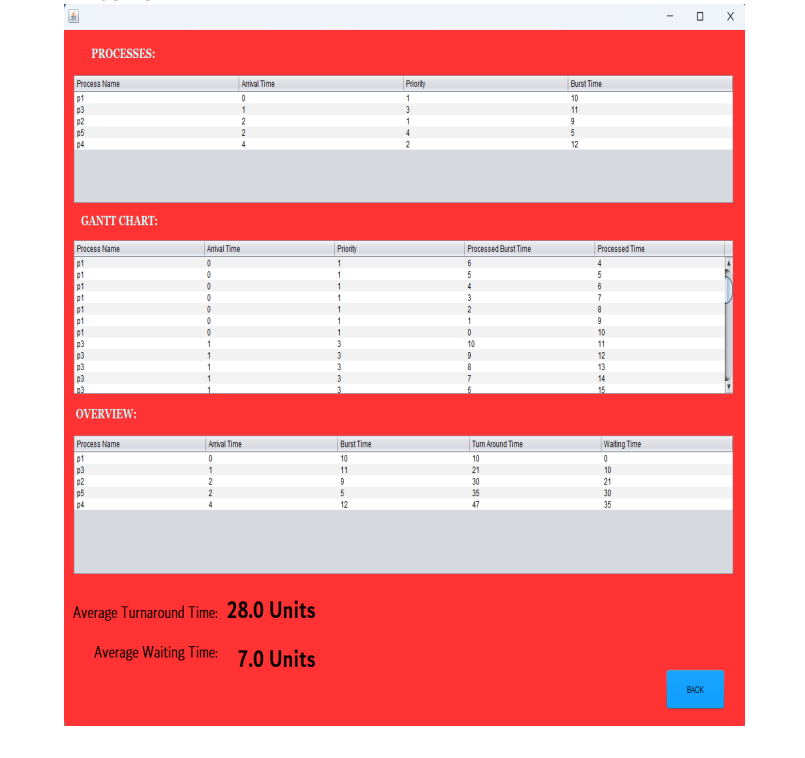 PROCESSES:
Process Name Arrival Time Priority Burst Time
p1 0 1 10
p3 1 3 11
p2 2 1 9
p5 2 4 5
p4 4 2 12
GANTT CHART:
Process Name Arrival Time Priority Processed Burst Time Processed Time
p1 0 1 6 4
p1 0 1 5 5
p1 0 1 4 6
p1 0 1 3 7
p1 0 1 2 8
p1 0 1 1 9
p1 0 1 0 10
p3 1 3 10 11
p3 1 3 9 12
p3 1 3 8 13
p3 1 3 7 14
p3 1 3 6 15
OVERVIEW:
Process Name Arrival Time Burst Time Turn Around Time Waiting Time
p1 0 10 10 0
p3 1 11 21 10
p2 2 9 30 21
p5 2 5 35 30
p4 4 12 47 35
Average Turnaround Time: 28.0 Units
Average Waiting Time: 7.0 Units
BACK